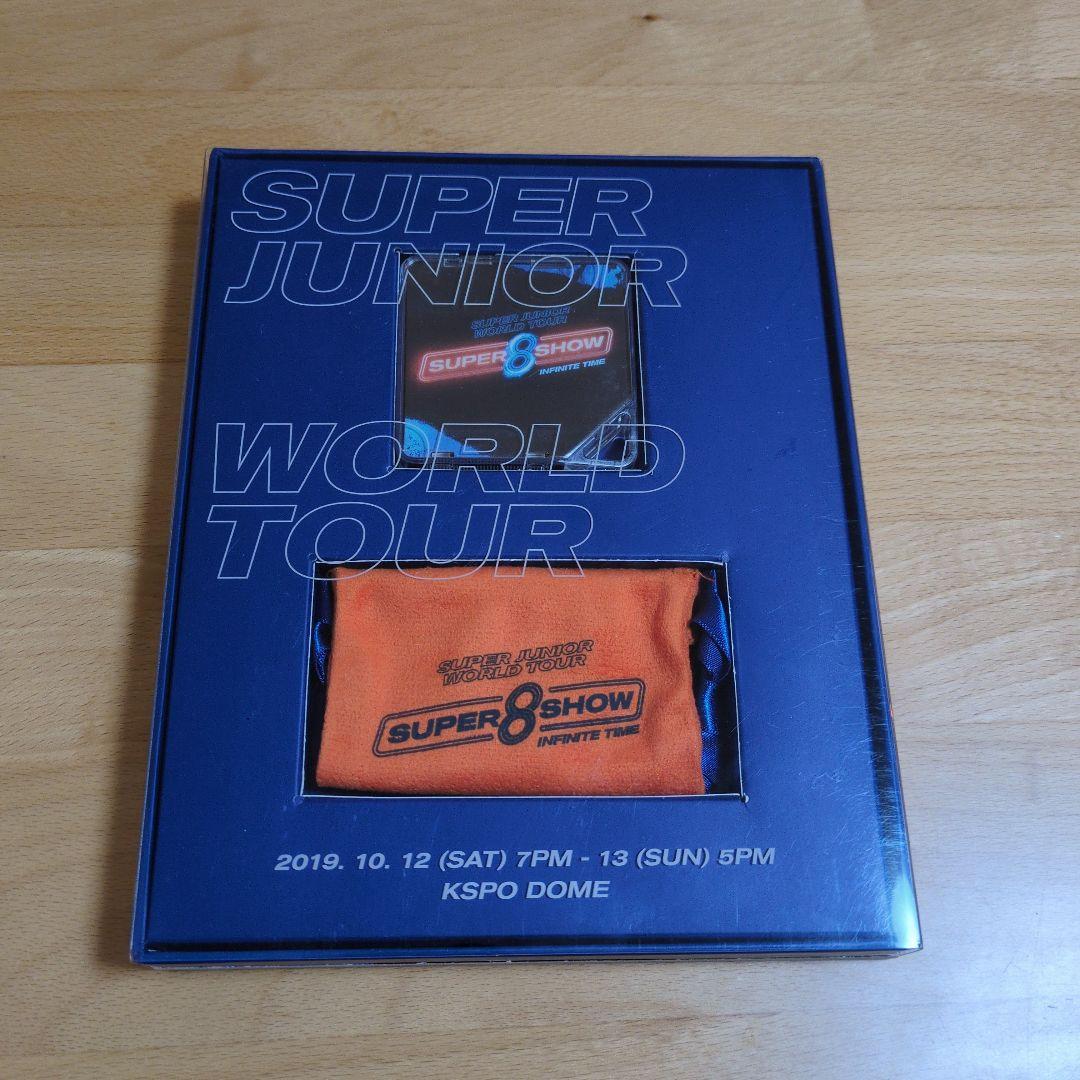 SUPER
JUNIOR
SUPER JUNIOR
WORLD TOUR
SUPER 8 SHOW
INFINITE TIME
WORLD
TOUR
SUPER JUNIOR
WORLD TOUR
SUPER 8 SHOW
INFINITE TIME
2019. 10. 12 (SAT) 7PM - 13 (SUN) 5PM
KSPO DOME